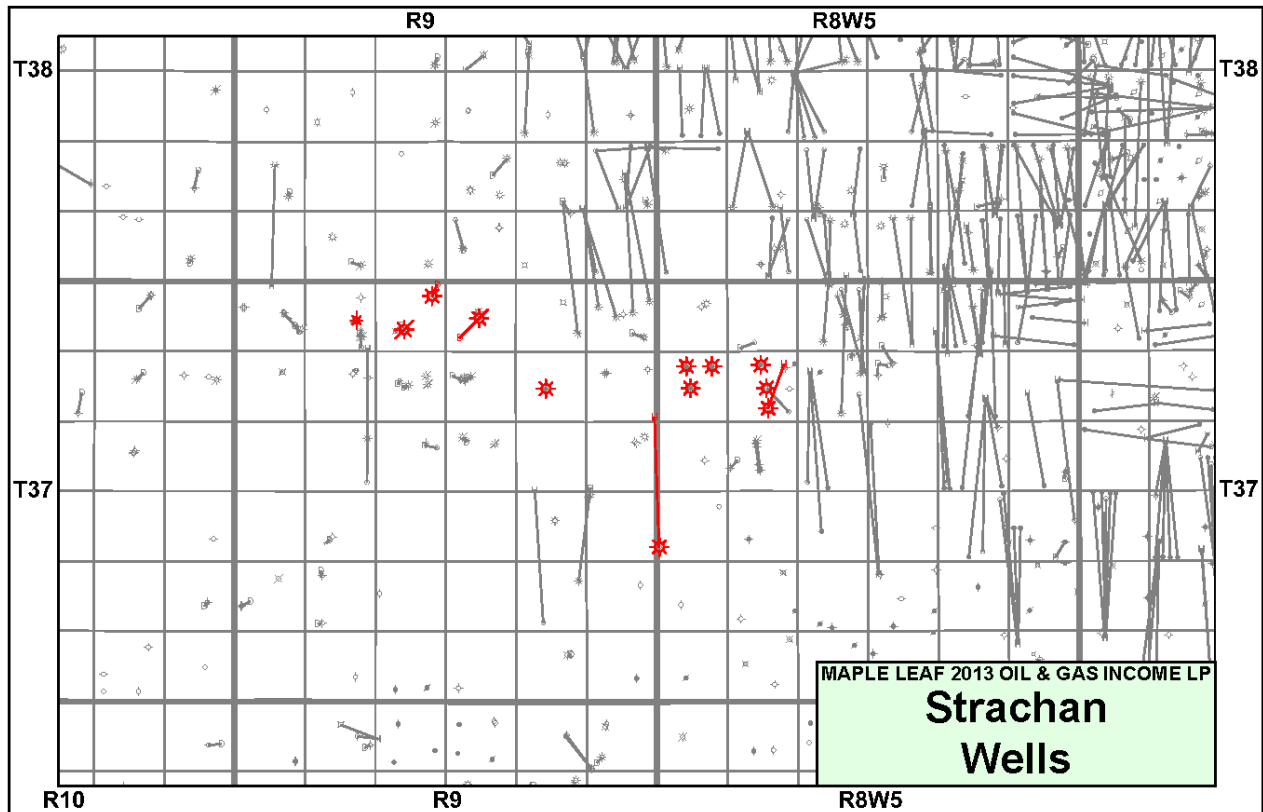 R9 R8W5
T38 T38
T37 T37
MAPLE LEAF 2013 OIL & GAS INCOME LP
Strachan
Wells
R10 R9 R8W5